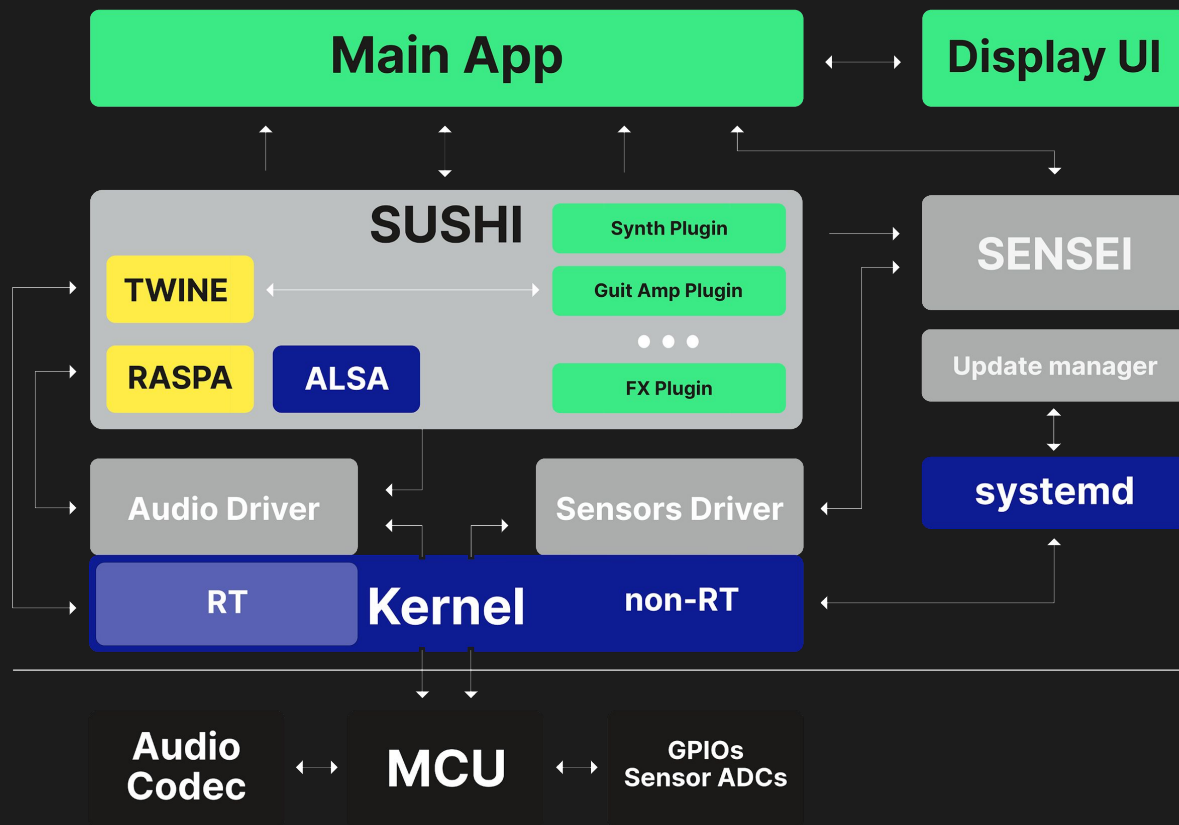 Main App
Display UI
SUSHI
Synth Plugin
SENSEI
TWINE
Guit Amp Plugin
Update manager
RASPA
ALSA
FX Plugin
Audio Driver
Sensors Driver
systemd
RT
Kernel
non-RT
Audio
Codec
MCU
GPIOs
Sensor ADCs